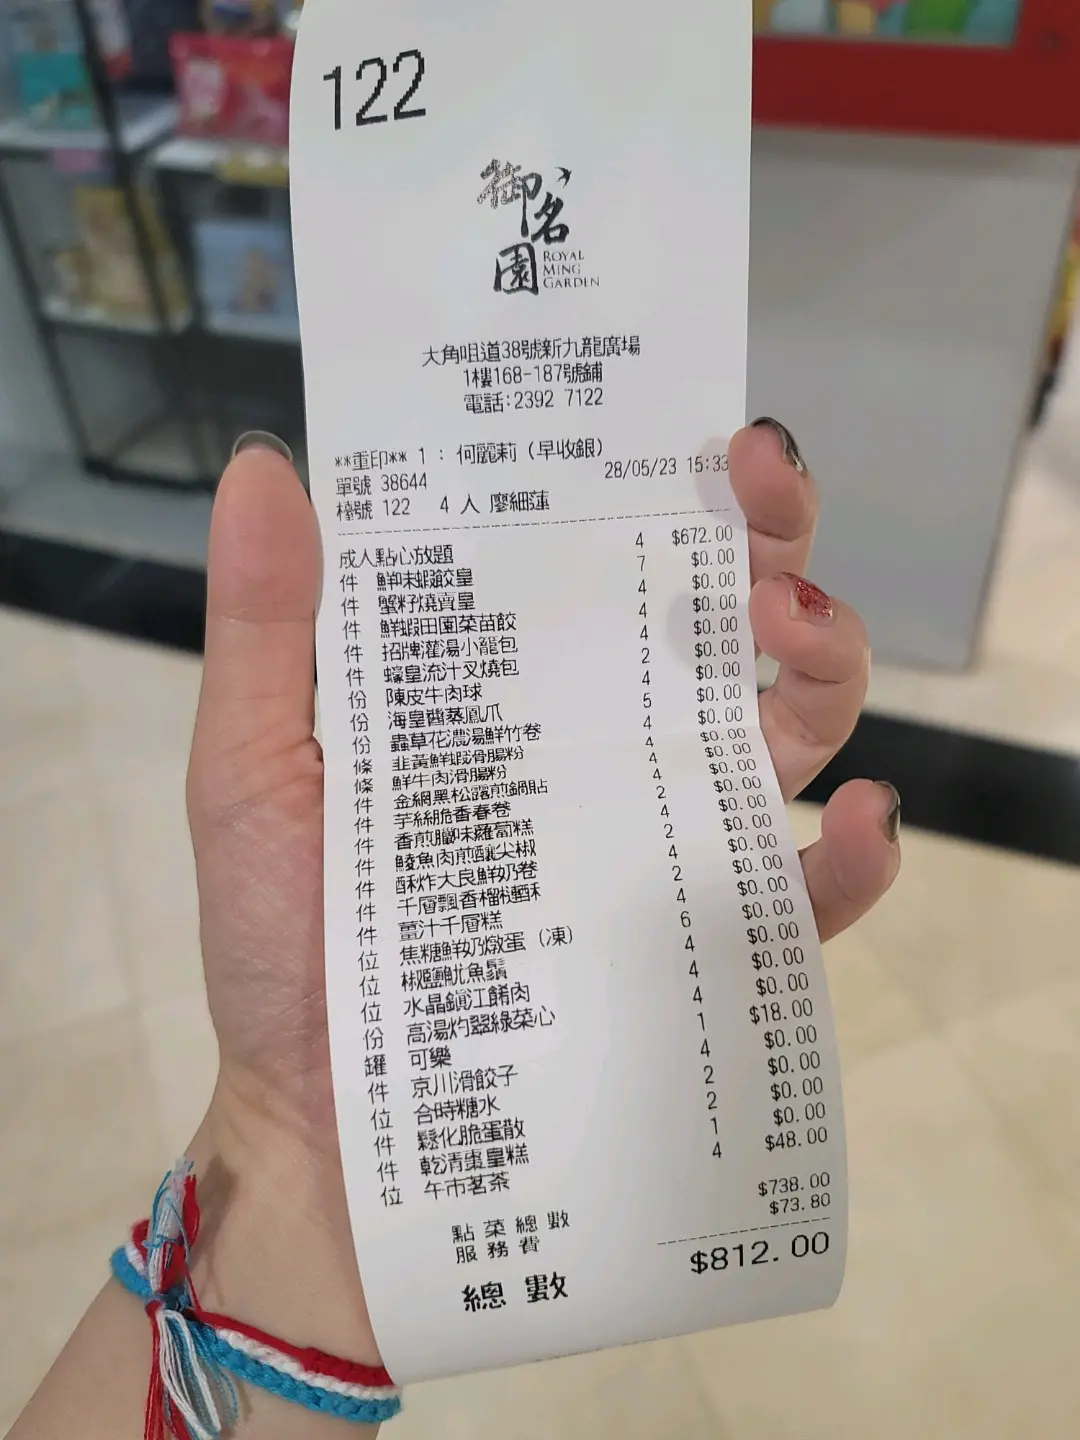 122
御名園
ROYAL
MING
GARDEN
大角咀道38號新九龍廣場
1樓168-187號舖
電話:2392 7122
**重印** 1 : 何麗莉 (早收銀)
單號 38644 28/05/23 15:33
檯號 122 4 人 廖細蓮
成人點心放題 4 $672.00
件 鮮味蝦餃皇 7 $0.00
件 蟹籽燒賣皇 4 $0.00
件 鮮蝦田園菜苗餃 4 $0.00
件 招牌灌湯小籠包 4 $0.00
件 蠔皇流汁叉燒包 2 $0.00
份 陳皮牛肉球 4 $0.00
份 海皇醬蒸鳳爪 5 $0.00
份 蟲草花濃湯鮮竹卷 4 $0.00
條 韭黃鮮蝦滑腸粉 4 $0.00
條 鮮牛肉滑腸粉 4 $0.00
件 金網黑松露煎鍋貼 4 $0.00
件 芋絲脆香春卷 2 $0.00
件 香煎臘味蘿蔔糕 4 $0.00
件 鯪魚肉煎釀尖椒 2 $0.00
件 酥炸大良鮮奶卷 4 $0.00
件 千層飄香榴槤酥 2 $0.00
件 薑汁千層糕 4 $0.00
位 焦糖鮮奶燉蛋 (凍) 6 $0.00
位 椒鹽魷魚鬚 4 $0.00
位 水晶鎮江餚肉 4 $0.00
份 高湯灼翠綠菜心 4 $0.00
罐 可樂 1 $18.00
件 京川滑餃子 4 $0.00
位 合時糖水 2 $0.00
件 鬆化脆蛋散 2 $0.00
件 乾清棗皇糕 1 $0.00
位 午市茗茶 4 $48.00
點菜總數 $738.00
服務費 $73.80
總數 $812.00